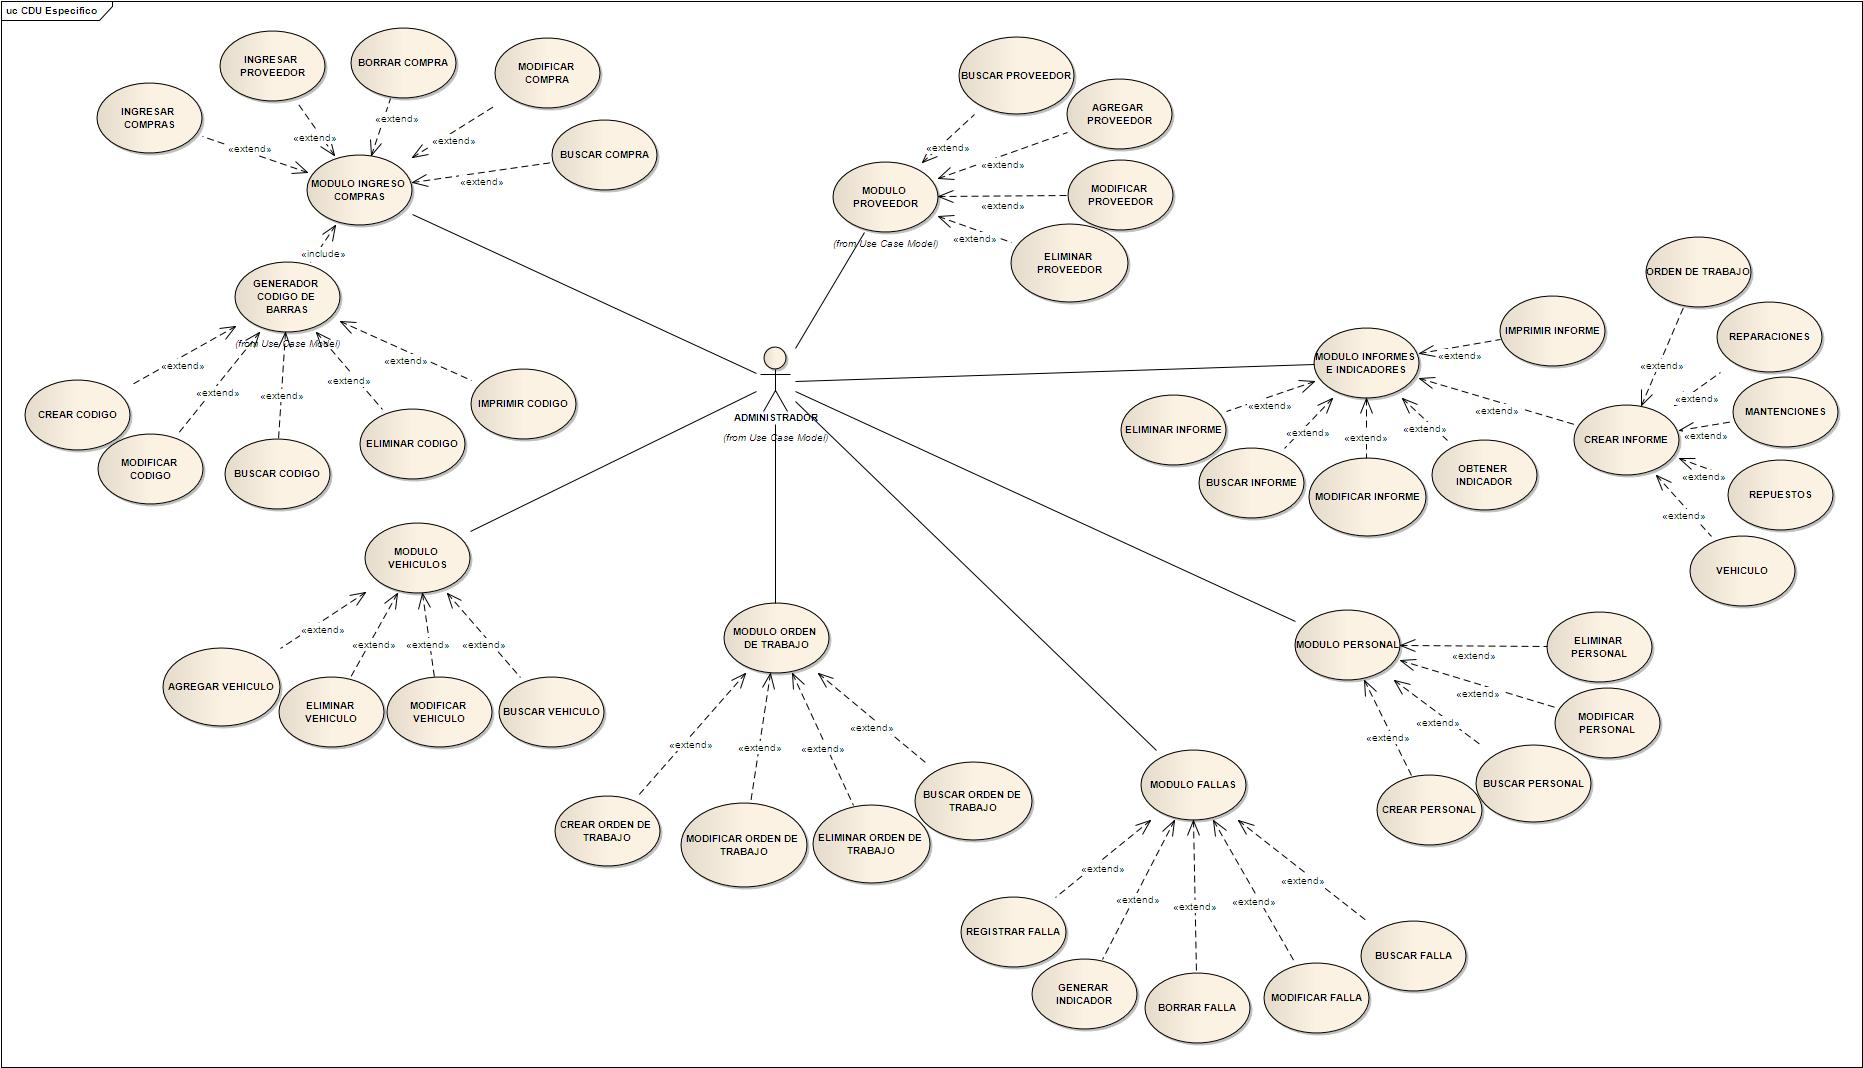 uc CDU Especifico
INGRESAR
PROVEEDOR
BORRAR COMPRA
MODIFICAR
COMPRA
INGRESAR
COMPRAS
BUSCAR COMPRA
«extend»
«extend»
«extend»
«extend»
«extend»
MODULO INGRESO
COMPRAS
«include»
GENERADOR
CODIGO DE
BARRAS
(from Use Case Model)
«extend»
«extend»
«extend»
«extend»
«extend»
CREAR CODIGO
MODIFICAR
CODIGO
BUSCAR CODIGO
ELIMINAR CODIGO
IMPRIMIR CODIGO
BUSCAR PROVEEDOR
AGREGAR
PROVEEDOR
MODIFICAR
PROVEEDOR
ELIMINAR
PROVEEDOR
«extend»
«extend»
«extend»
«extend»
MODULO
PROVEEDOR
(from Use Case Model)
ADMINISTRADOR
(from Use Case Model)
MODULO INFORMES
E INDICADORES
IMPRIMIR INFORME
«extend»
«extend»
«extend»
«extend»
«extend»
«extend»
ELIMINAR INFORME
BUSCAR INFORME
MODIFICAR INFORME
OBTENER
INDICADOR
CREAR INFORME
ORDEN DE TRABAJO
REPARACIONES
MANTENCIONES
REPUESTOS
VEHICULO
«extend»
«extend»
«extend»
«extend»
«extend»
MODULO
VEHICULOS
«extend»
«extend»
«extend»
«extend»
AGREGAR VEHICULO
ELIMINAR
VEHICULO
MODIFICAR
VEHICULO
BUSCAR VEHICULO
MODULO ORDEN
DE TRABAJO
«extend»
«extend»
«extend»
«extend»
CREAR ORDEN DE
TRABAJO
MODIFICAR ORDEN DE
TRABAJO
ELIMINAR ORDEN DE
TRABAJO
BUSCAR ORDEN DE
TRABAJO
MODULO PERSONAL
«extend»
«extend»
«extend»
«extend»
ELIMINAR
PERSONAL
MODIFICAR
PERSONAL
BUSCAR PERSONAL
CREAR PERSONAL
MODULO FALLAS
«extend»
«extend»
«extend»
«extend»
«extend»
REGISTRAR FALLA
GENERAR
INDICADOR
BORRAR FALLA
MODIFICAR FALLA
BUSCAR FALLA